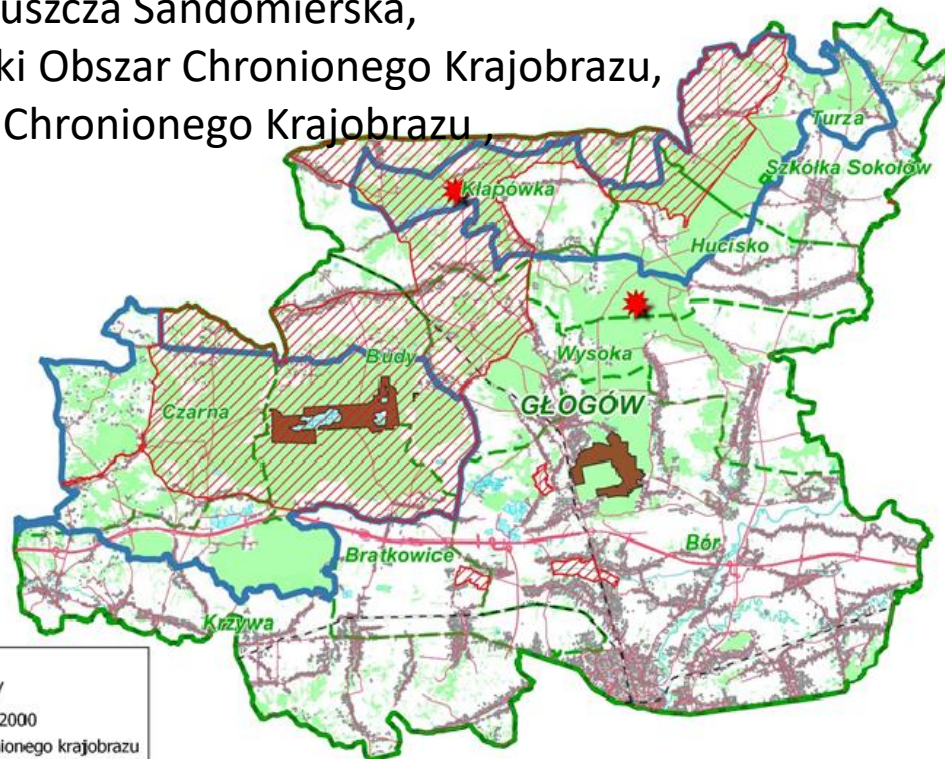 uszcza Sandomierska,
ki Obszar Chronionego Krajobrazu,
Chronionego Krajobrazu ,
Turza
Szkółka Sokołów
Kłapówka
Hucisko
Wysoka
Budy
GŁOGÓW
Czarna
Bratkowice
Bór
Krzywa
2000
nionego krajobrazu